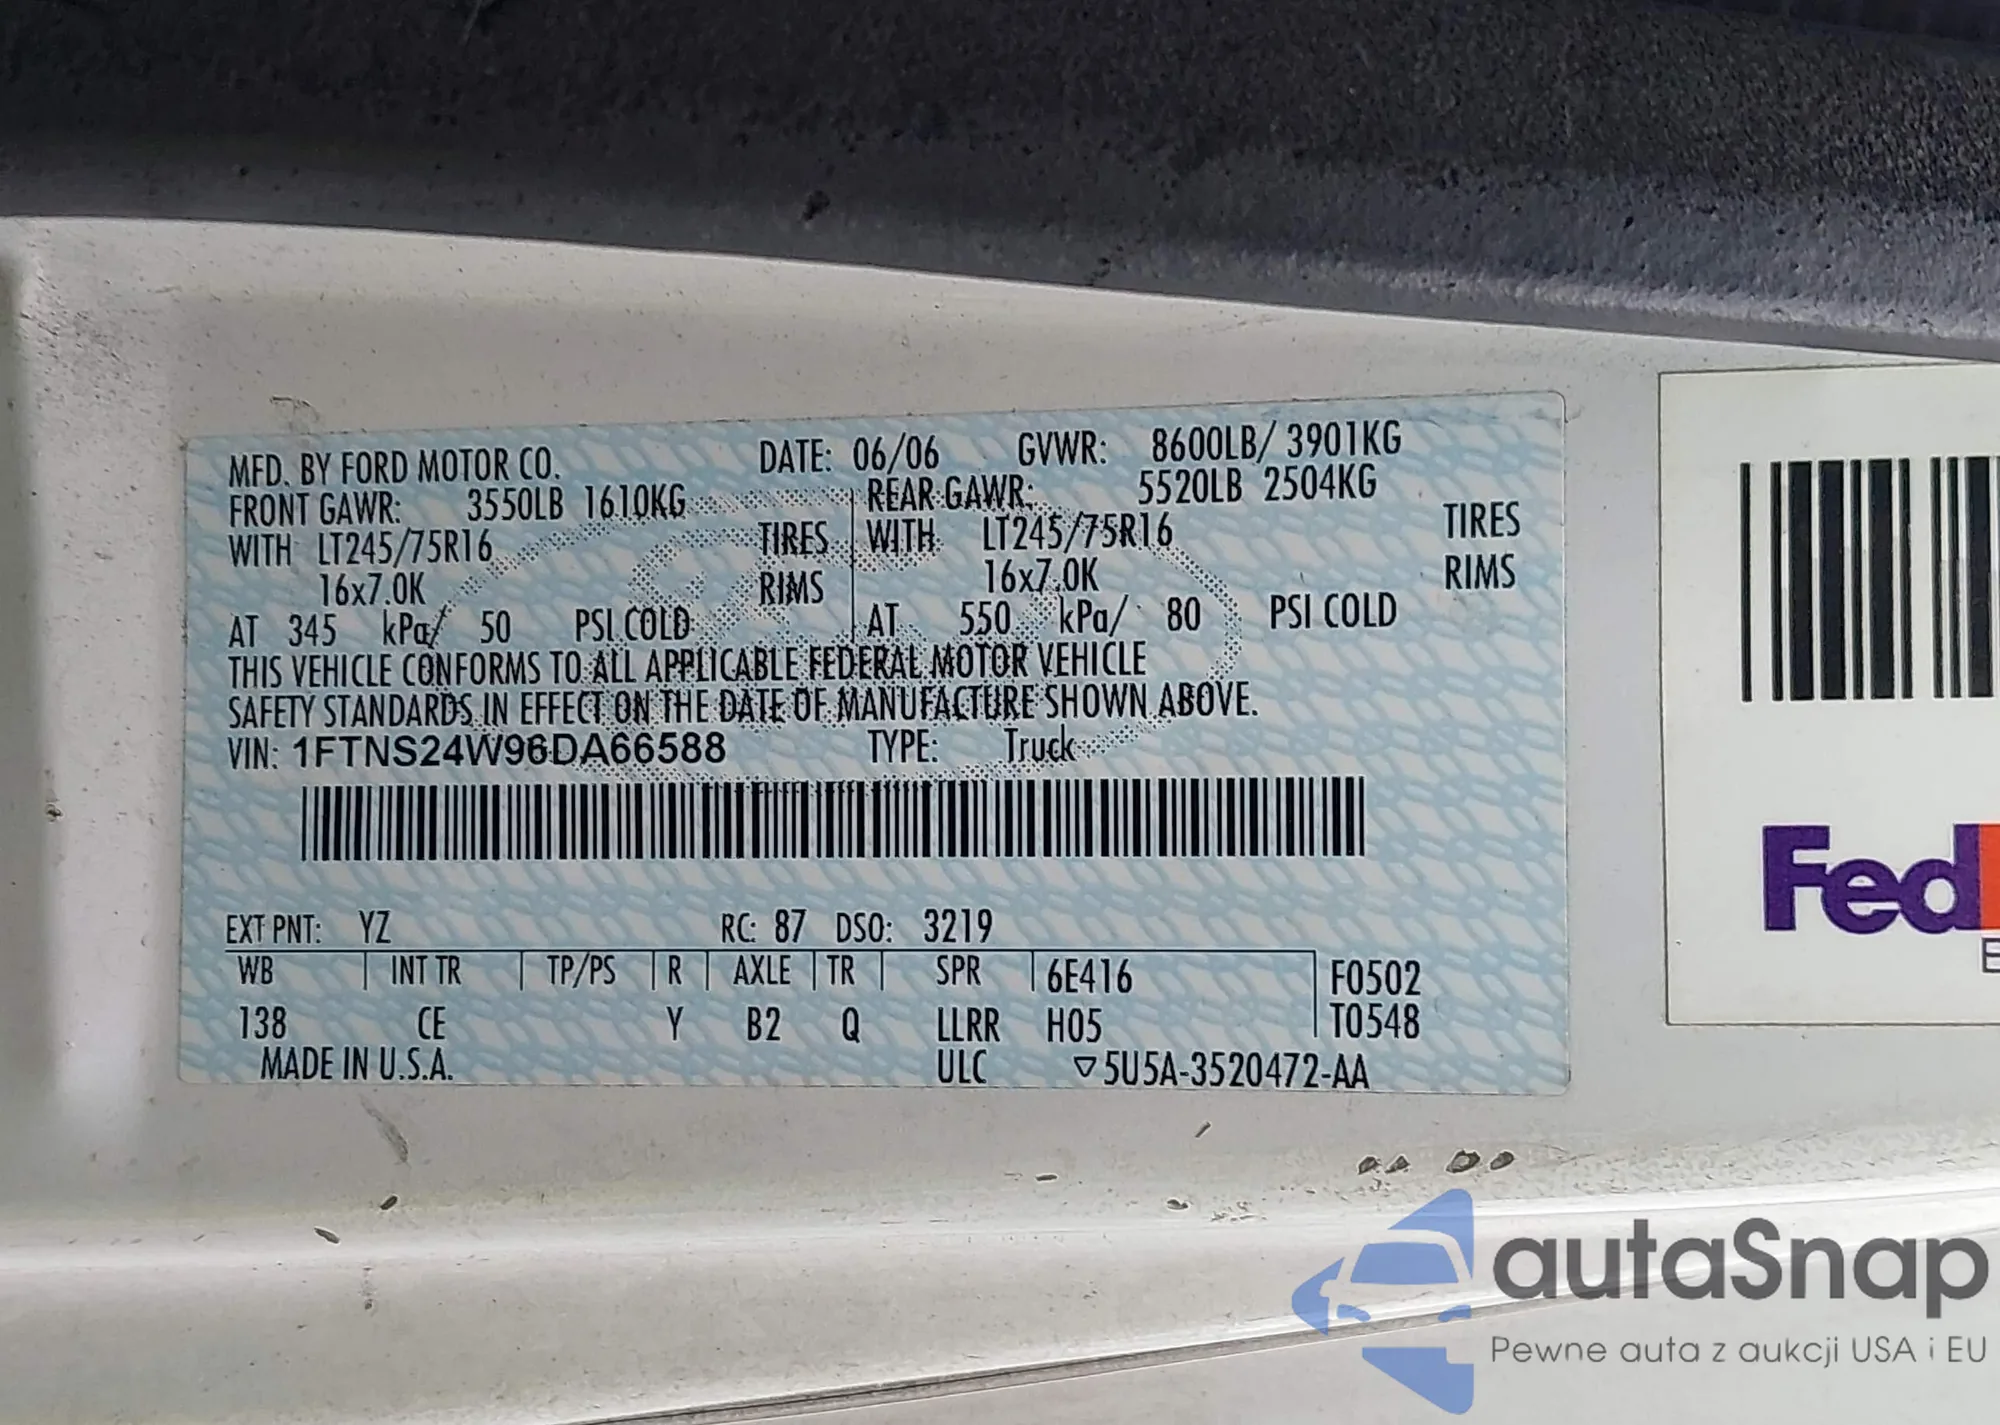 MFD. BY FORD MOTOR CO. DATE: 06/06 GVWR: 8600LB/ 3901KG
FRONT GAWR: 3550LB 1610KG REAR GAWR: 5520LB 2504KG
WITH LT245/75R16 TIRES WITH LT245/75R16 TIRES
16x7.0K RIMS 16x7.0K RIMS
AT 345 kPa/ 50 PSI COLD AT 550 kPa/ 80 PSI COLD
THIS VEHICLE CONFORMS TO ALL APPLICABLE FEDERAL MOTOR VEHICLE
SAFETY STANDARDS IN EFFECT ON THE DATE OF MANUFACTURE SHOWN ABOVE.
VIN: 1FTNS24W96DA66588 TYPE: Truck
EXT PNT: YZ RC: 87 DSO: 3219
WB INT TR TP/PS R AXLE TR SPR 6E416 F0502
138 CE Y B2 Q LLRR H05 T0548
MADE IN U.S.A. ULC ▽5U5A-3520472-AA
Fed
autaSnap
Pewne auta z aukcji USA i EU